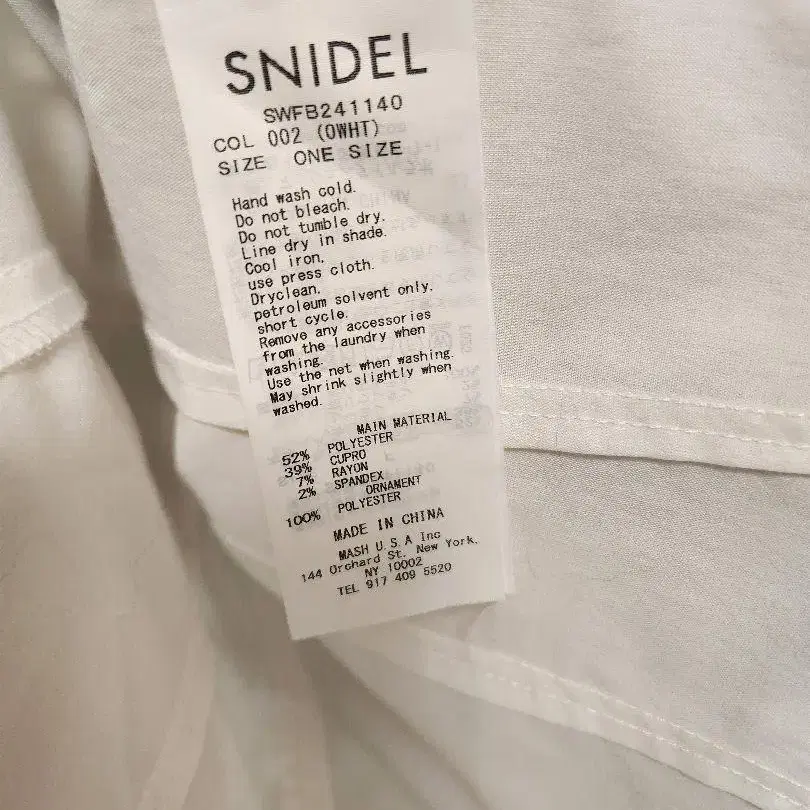 SNIDEL
SWFB241140
COL 002 (OWHT)
SIZE ONE SIZE
Hand wash cold.
Do not bleach.
Do not tumble dry.
Line dry in shade.
Cool iron.
use press cloth.
Dryclean.
petroleum solvent only.
short cycle.
Remove any accessories
from the laundry when
washing.
Use the net when washing.
May shrink slightly when
washed.
MAIN MATERIAL
52% POLYESTER
39% CUPRO
7% RAYON
2% SPANDEX
ORNAMENT
100% POLYESTER
MADE IN CHINA
MASH U.S.A Inc
144 Orchard St. New York.
NY 10002
TEL 917 409 5520